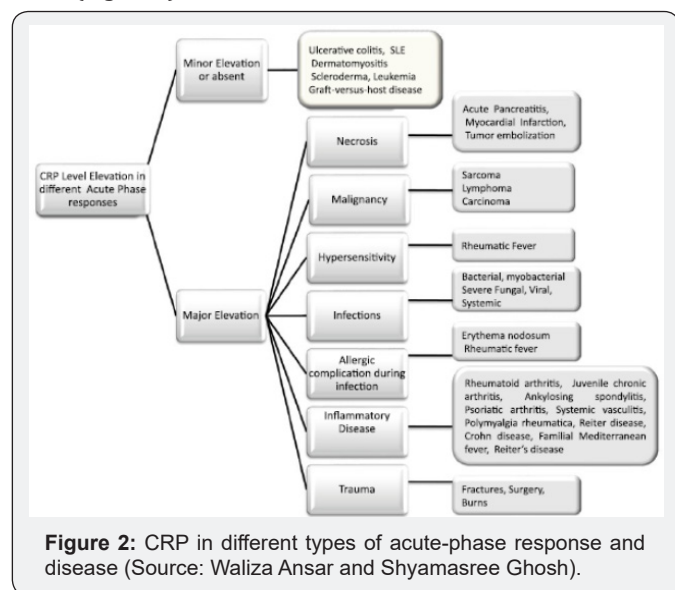 Minor Elevation
or absent
Ulcerative colitis, SLE
Dermatomyositis
Scleroderma, Leukemia
Graft-versus-host disease
CRP Level Elevation in
different Acute Phase
responses
Major Elevation
Necrosis
Acute Pancreatitis,
Myocardial Infarction,
Tumor embolization
Malignancy
Sarcoma
Lymphoma
Carcinoma
Hypersensitivity
Rheumatic Fever
Infections
Bacterial, myobacterial
Severe Fungal, Viral,
Systemic
Allergic
complication during
infection
Erythema nodosum
Rheumatic fever
Inflammatory
Disease
Rheumatoid arthritis, Juvenile chronic
arthritis, Ankylosing spondylitis,
Psoriatic arthritis, Systemic vasculitis,
Polymyalgia rheumatica, Reiter disease,
Crohn disease, Familial Mediterranean
fever, Reiter's disease
Trauma
Fractures, Surgery,
Burns
Figure 2: CRP in different types of acute-phase response and
disease (Source: Waliza Ansar and Shyamasree Ghosh).